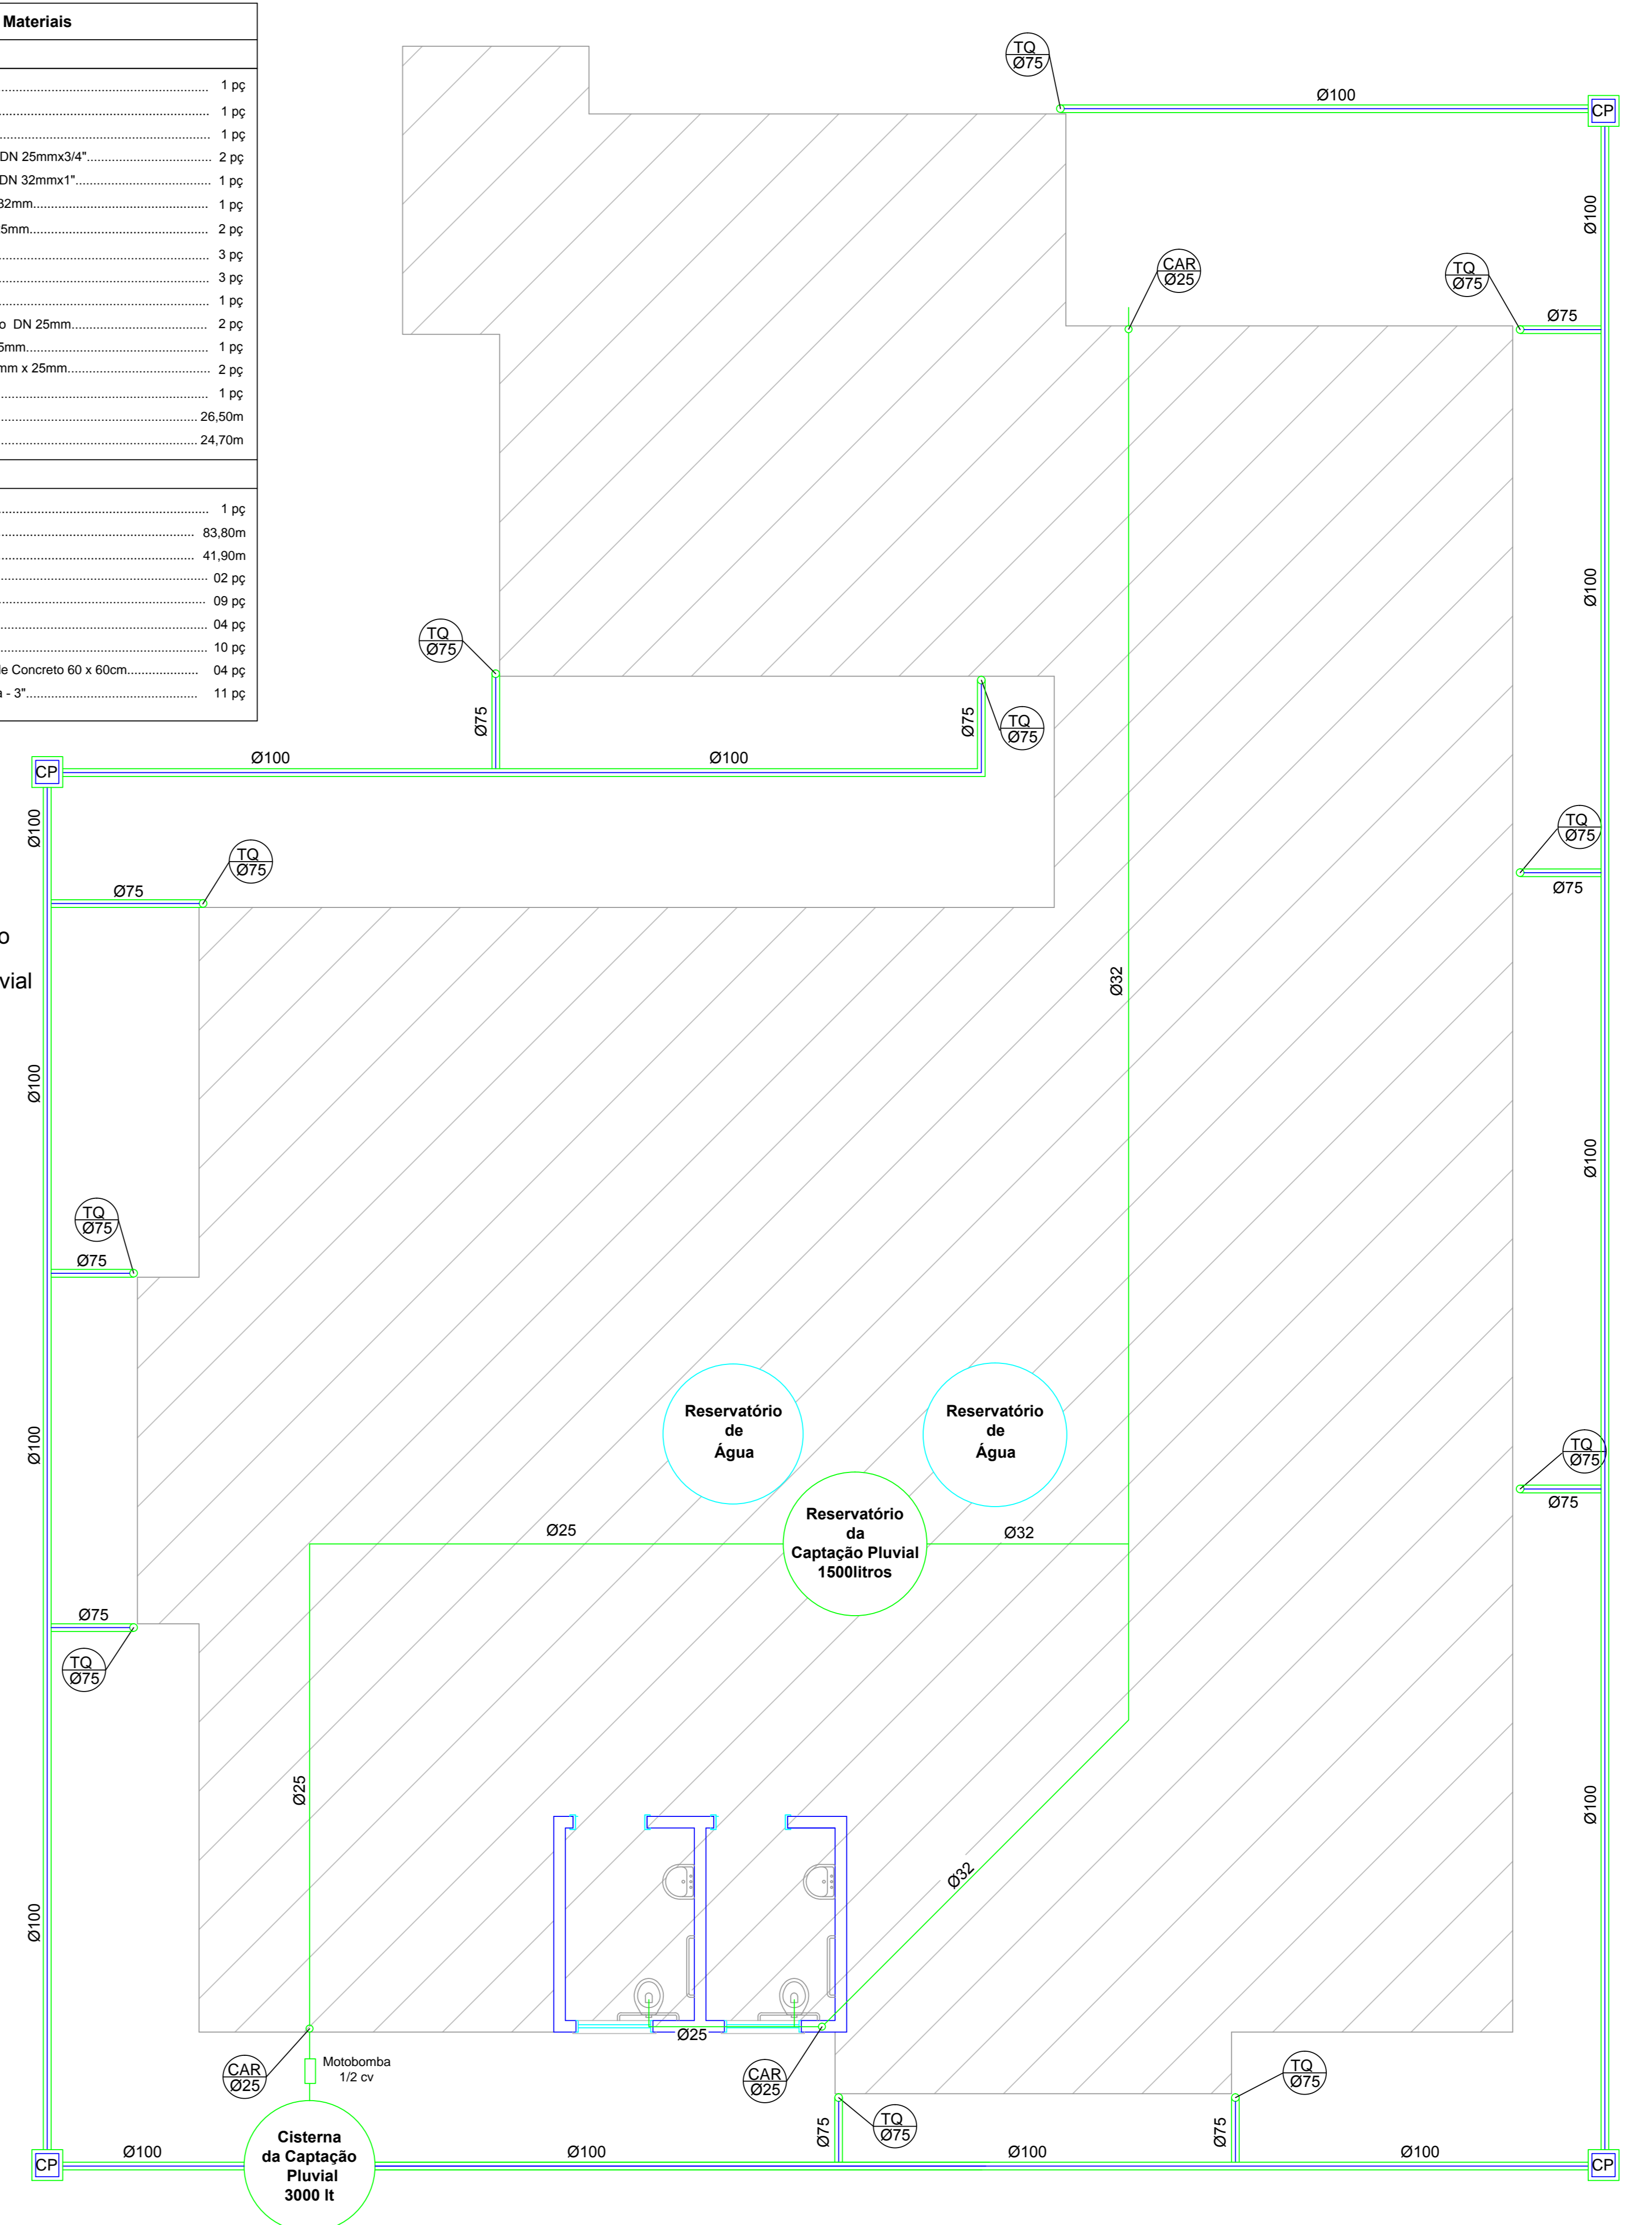 Materiais
1 pç
1 pç
1 pç
DN 25mmx3/4" 2 pç
DN 32mmx1" 1 pç
32mm 1 pç
5mm 2 pç
3 pç
3 pç
1 pç
o DN 25mm 2 pç
5mm 1 pç
mm x 25mm 2 pç
1 pç
26,50m
24,70m
1 pç
83,80m
41,90m
02 pç
09 pç
04 pç
10 pç
de Concreto 60 x 60cm 04 pç
a - 3" 11 pç
TQ
Ø75
Ø100
CP
Ø100
CAR
Ø25
TQ
Ø75
Ø75
Ø100
TQ
Ø75
Ø75
Ø75
TQ
Ø75
CP
Ø100
Ø100
Ø100
TQ
Ø75
Ø75
TQ
Ø75
Ø75
o
vial
Ø32
Ø100
Ø100
TQ
Ø75
Ø75
Reservatório
de
Água
Reservatório
de
Água
Ø100
TQ
Ø75
Ø75
Reservatório
da
Captação Pluvial
1500litros
Ø25
Ø32
Ø75
TQ
Ø75
Ø25
Ø100
Ø32
Ø100
Ø25
CAR
Ø25
Motobomba
1/2 cv
CAR
Ø25
TQ
Ø75
TQ
Ø75
Ø75
Ø75
CP
Ø100
Cisterna
da Captação
Pluvial
3000 lt
Ø100
Ø100
Ø100
CP